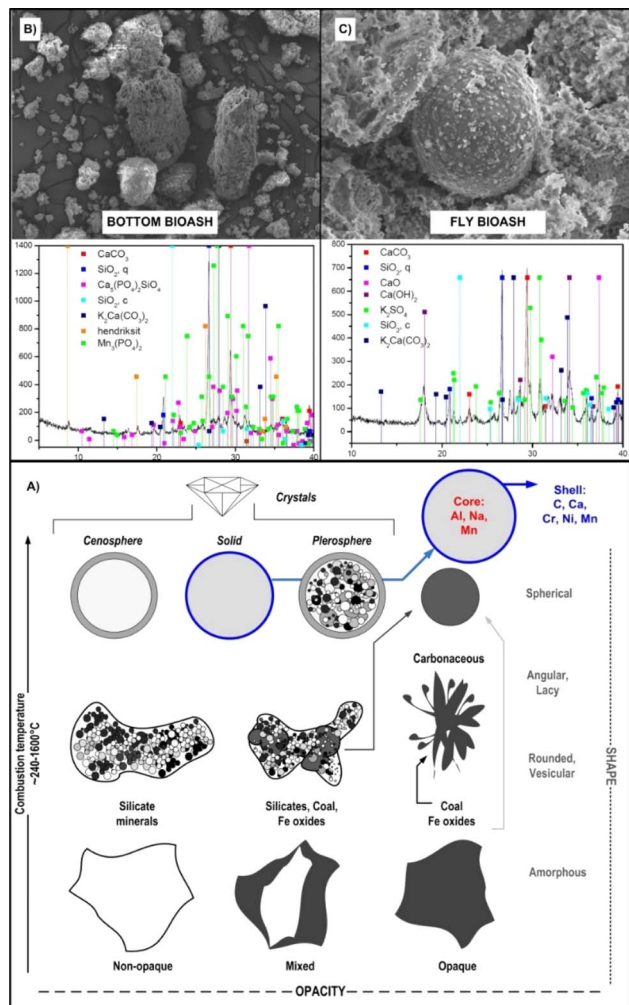 B)
C)
BOTTOM BIOASH
FLY BIOASH
1400
1200
1000
800
600
400
200
0
CaCO₃
SiO₂, q
Ca₅(PO₄)₂SiO₄
SiO₂, c
K₂Ca(CO₃)₂
hendriksit
Mn₃(PO₄)₂
10 20 30 40
800
700
600
500
400
300
200
100
0
CaCO₃
SiO₂, q
CaO
Ca(OH)₂
K₂SO₄
SiO₂, c
K₂Ca(CO₃)₂
10 20 30 40
A)
Crystals
Cenosphere
Solid
Plerosphere
Core:
Al, Na,
Mn
Shell:
C, Ca,
Cr, Ni, Mn
Spherical
Carbonaceous
Angular,
Lacy
Rounded,
Vesicular
Combustion temperature
~240-1600°C
SHAPE
Silicate
minerals
Silicates, Coal,
Fe oxides
Coal
Fe oxides
Amorphous
Non-opaque
Mixed
Opaque
OPACITY